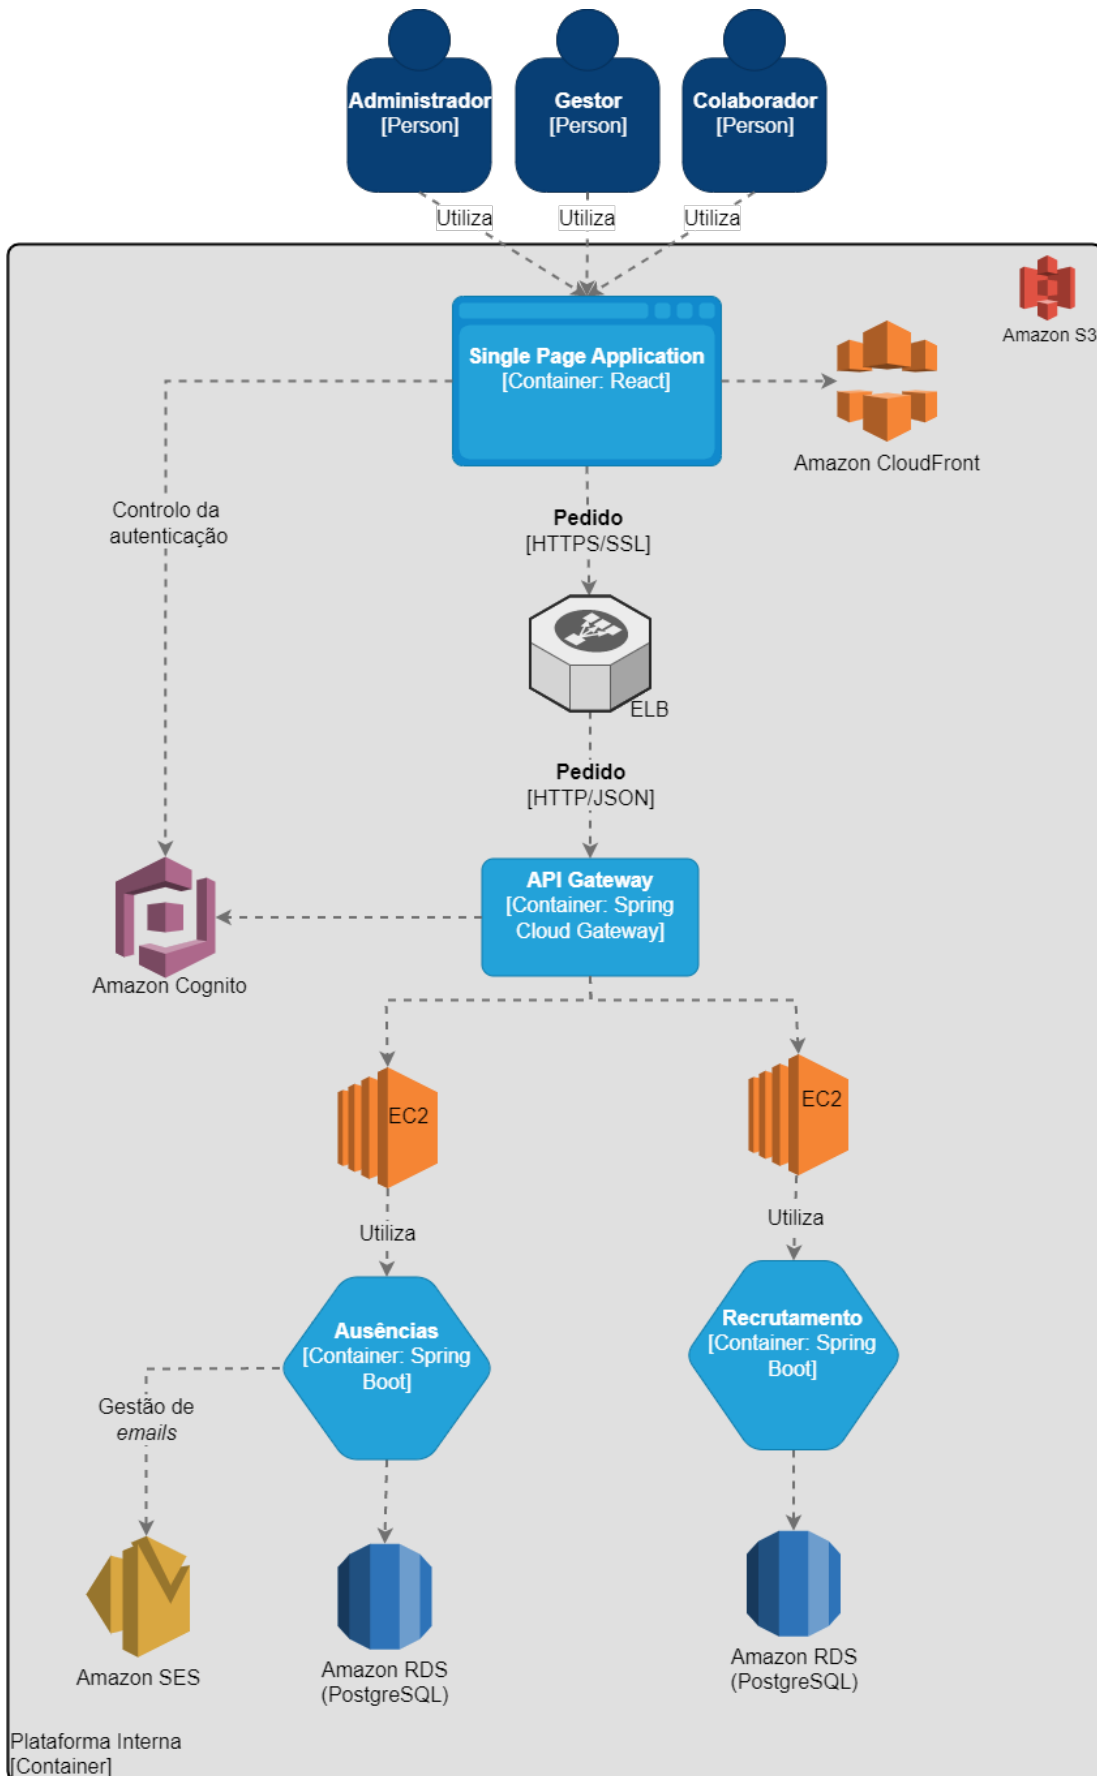 Administrador
[Person]
Gestor
[Person]
Colaborador
[Person]
Utiliza
Utiliza
Utiliza
Amazon S3
Single Page Application
[Container: React]
Amazon CloudFront
Controlo da
autenticação
Pedido
[HTTPS/SSL]
ELB
Pedido
[HTTP/JSON]
API Gateway
[Container: Spring
Cloud Gateway]
Amazon Cognito
EC2
EC2
Utiliza
Utiliza
Ausências
[Container: Spring
Boot]
Recrutamento
[Container: Spring
Boot]
Gestão de
emails
Amazon SES
Amazon RDS
(PostgreSQL)
Amazon RDS
(PostgreSQL)
Plataforma Interna
[Container]